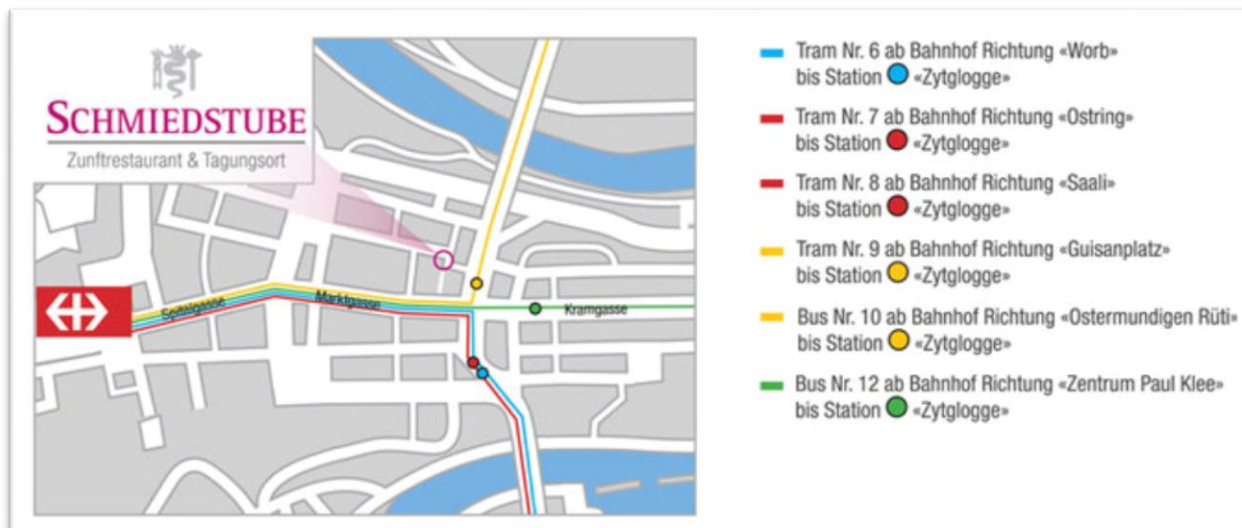 SCHMIEDSTUBE
Zunftrestaurant & Tagungsort
Spitalgasse
Marktgasse
Kramgasse
Tram Nr. 6 ab Bahnhof Richtung «Worb»
bis Station «Zytglogge»
Tram Nr. 7 ab Bahnhof Richtung «Ostring»
bis Station «Zytglogge»
Tram Nr. 8 ab Bahnhof Richtung «Saali»
bis Station «Zytglogge»
Tram Nr. 9 ab Bahnhof Richtung «Guisanplatz»
bis Station «Zytglogge»
Bus Nr. 10 ab Bahnhof Richtung «Ostermundigen Rüti»
bis Station «Zytglogge»
Bus Nr. 12 ab Bahnhof Richtung «Zentrum Paul Klee»
bis Station «Zytglogge»